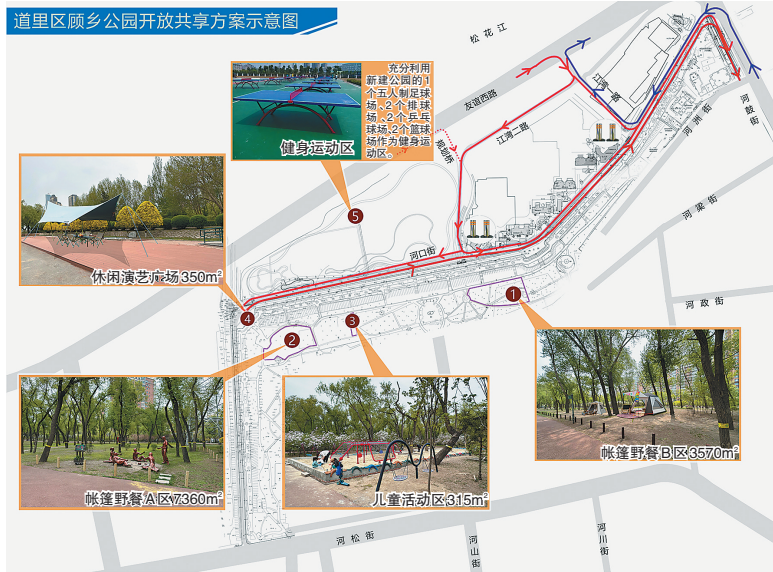 道里区顾乡公园开放共享方案示意图
松花江
充分利用
新建公园的1
个五人制足球
场、2个排球
场、2个乒乓
球场、2个篮球
场作为健身运
动区。
健身运动区
友谊西路
江湾一路
江湾二路
规划桥
河鼓街
河洲街
河梁街
休闲演艺广场350㎡
5
河口街
河政街
4
3
1
2
帐篷野餐A区7360㎡
儿童活动区315㎡
帐篷野餐B区3570㎡
河松街
河山街
河川街